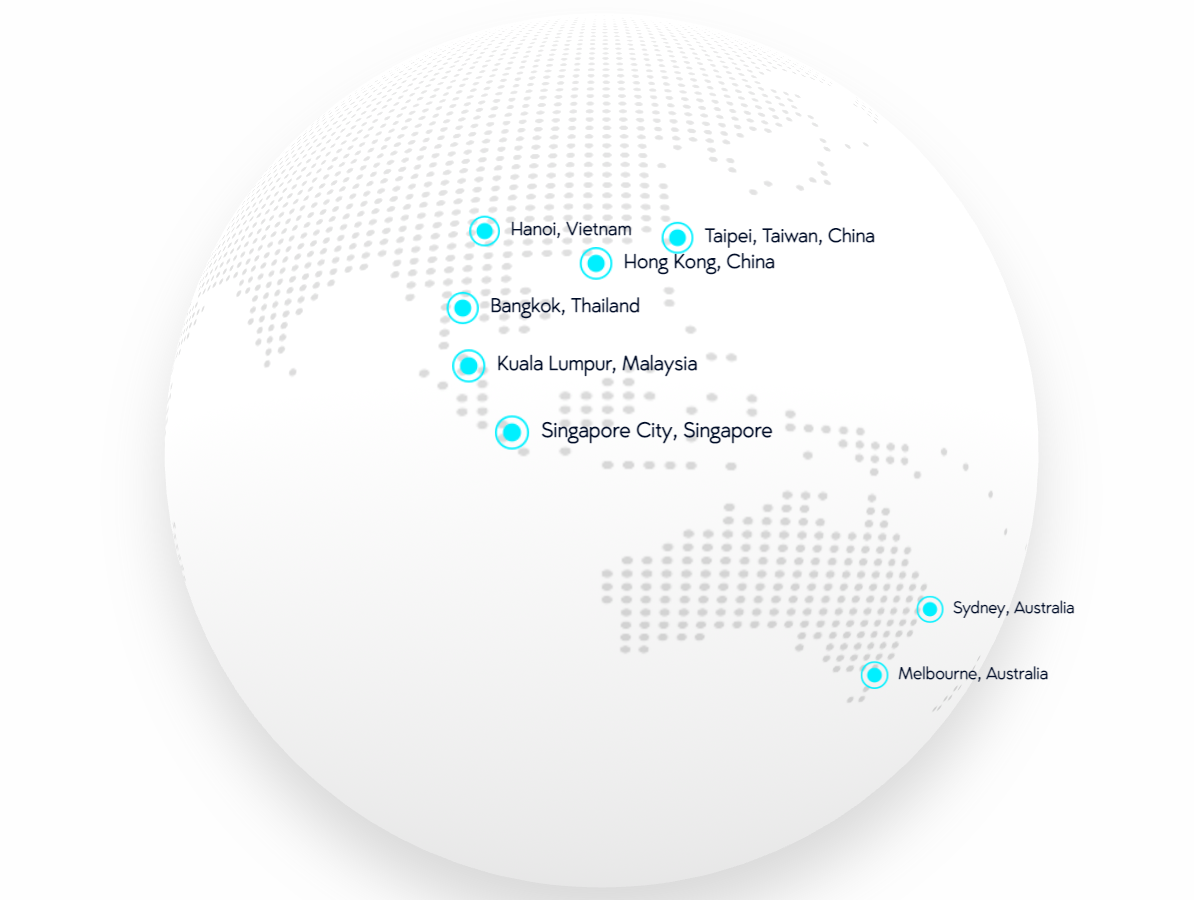 Hanoi, Vietnam
Taipei, Taiwan, China
Hong Kong, China
Bangkok, Thailand
Kuala Lumpur, Malaysia
Singapore City, Singapore
Sydney, Australia
Melbourne, Australia